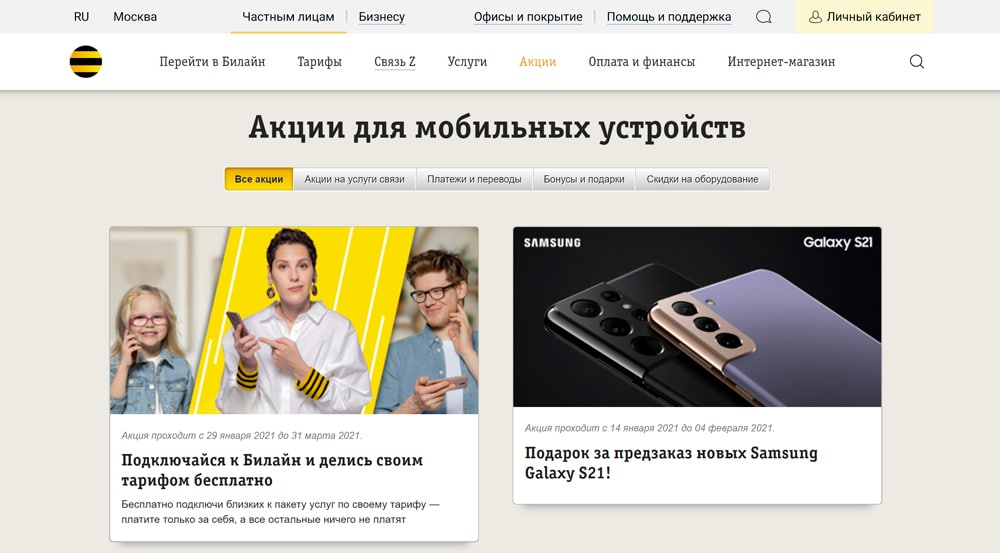 RU Москва Частным лицам Бизнесу Офисы и покрытие Помощь и поддержка Личный кабинет
Перейти в Билайн Тарифы Связь Z Услуги Акции Оплата и финансы Интернет-магазин
Акции для мобильных устройств
Все акции Акции на услуги связи Платежи и переводы Бонусы и подарки Скидки на оборудование
SAMSUNG Galaxy S21
Акция проходит с 29 января 2021 до 31 марта 2021.
Подключайся к Билайн и делись своим
тарифом бесплатно
Бесплатно подключи близких к пакету услуг по своему тарифу —
платите только за себя, а все остальные ничего не платят
Акция проходит с 14 января 2021 до 04 февраля 2021.
Подарок за предзаказ новых Samsung
Galaxy S21!